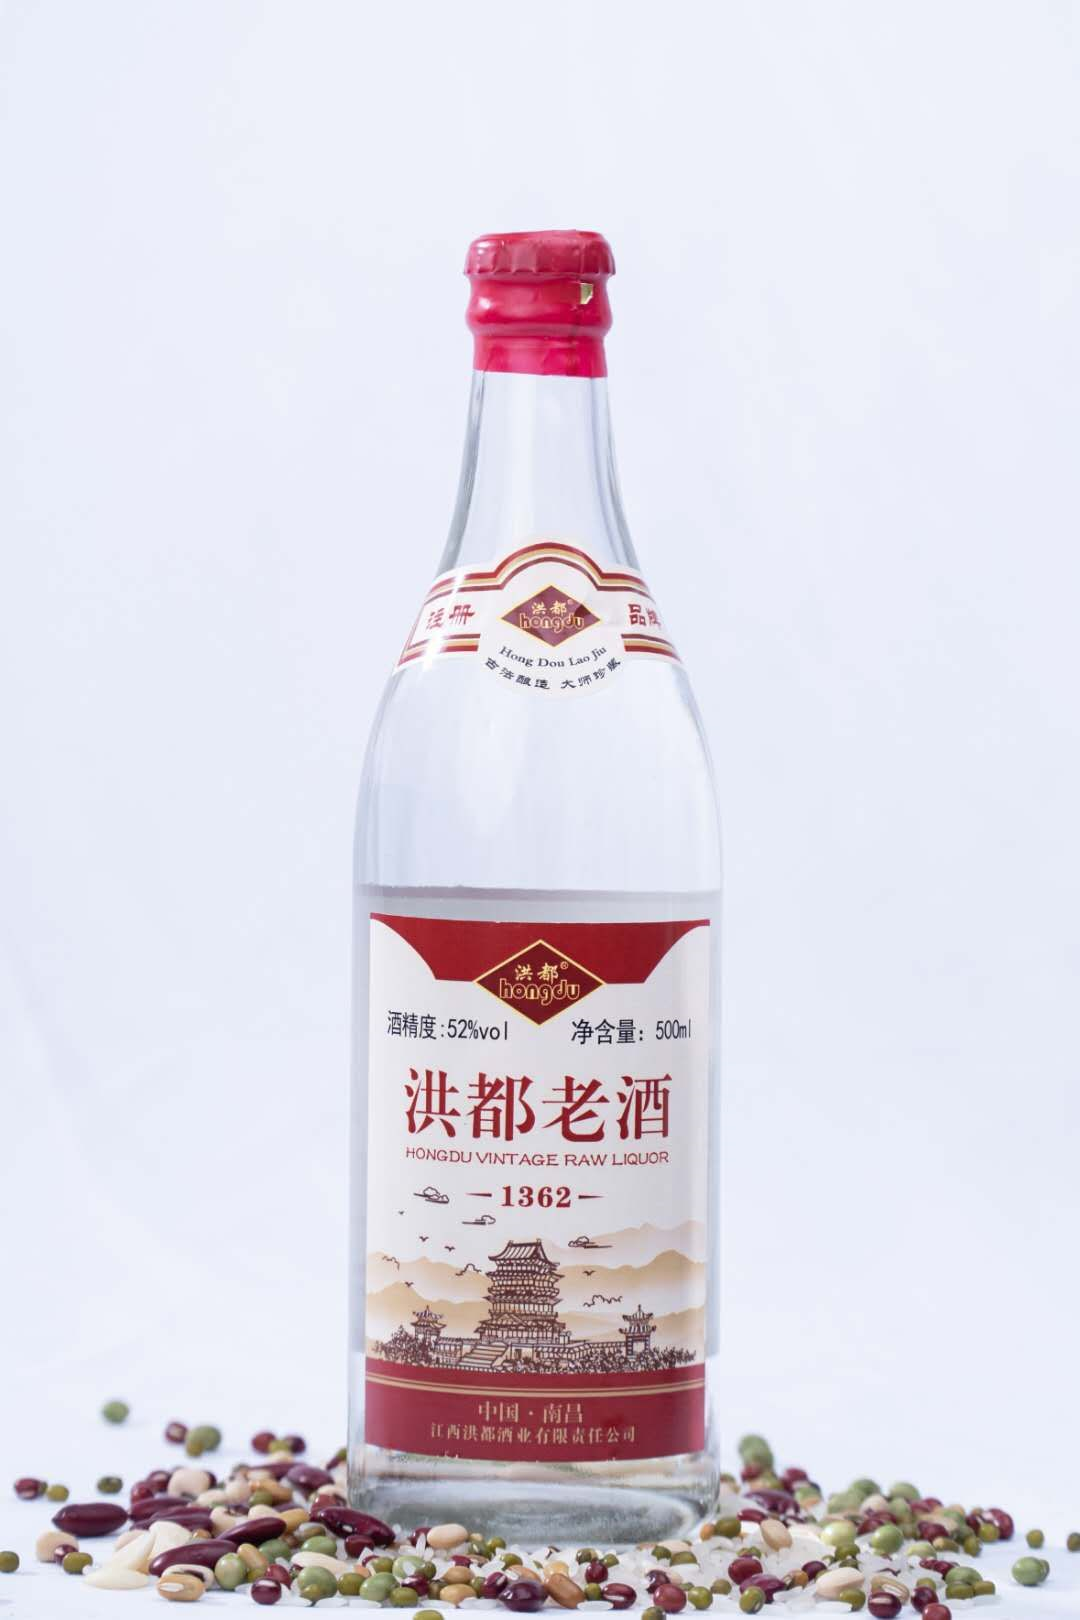 注册
洪都®
hongdu
品牌
Hong Dou Lao Jiu
古法酿造 大师珍藏
洪都®
hongdu
酒精度:52%vol
净含量：500ml
洪都老酒
HONGDU VINTAGE RAW LIQUOR
1362
中国·南昌
江西洪都酒业有限责任公司